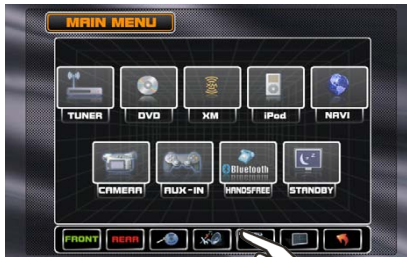 MAIN MENU
TUNER DVD XM iPod NAVI
Bluetooth
CAMERA AUX-IN HANDSFREE STANDBY
FRONT REAR